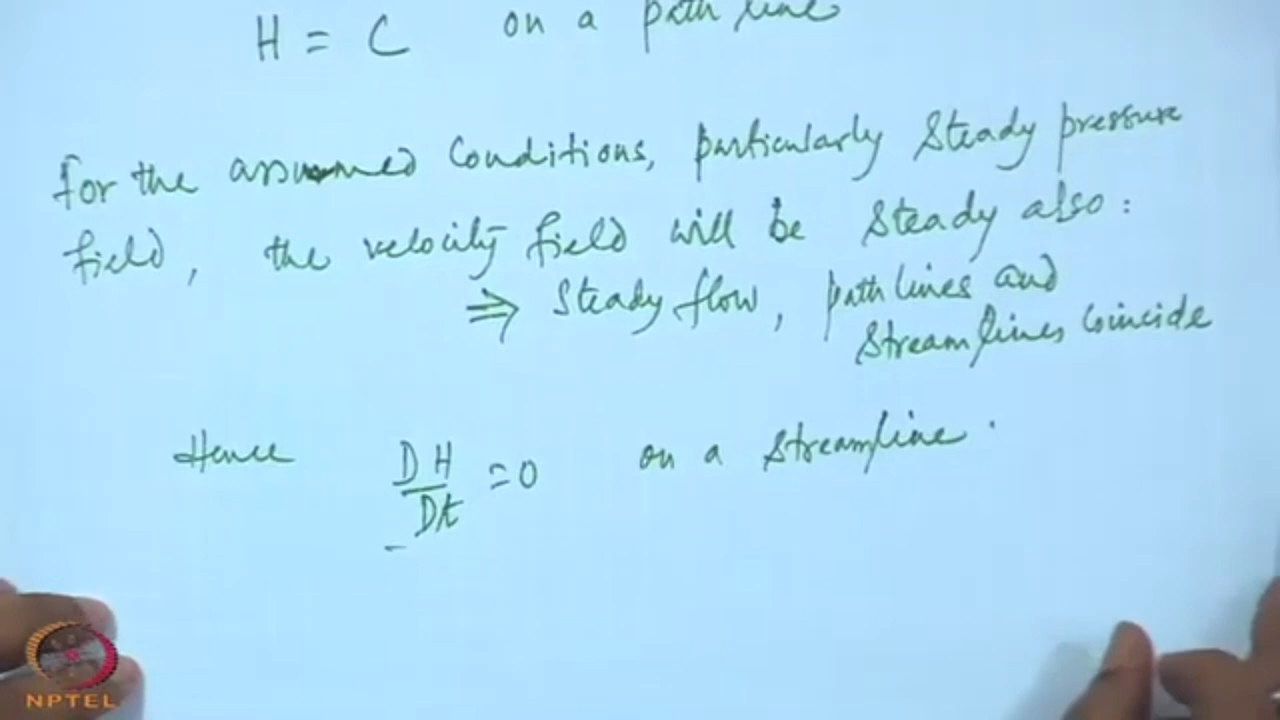 H = C on a path line
for the assumed conditions, particularly steady pressure
field, the velocity field will be steady also:
⇒ Steady flow, path lines and
streamlines coincide
Hence DH/Dt = 0 on a streamline.
NPTEL